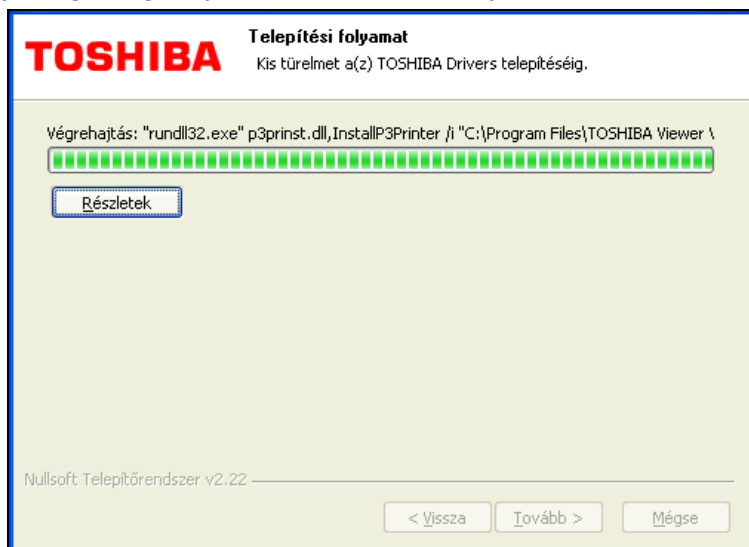 TOSHIBA
Telepítési folyamat
Kis türelmet a(z) TOSHIBA Drivers telepítéséig.
Végrehajtás: "rundll32.exe" p3prinst.dll,InstallP3Printer /i "C:\Program Files\TOSHIBA Viewer \
Részletek
Nullsoft Telepítőrendszer v2.22
< Vissza
Tovább >
Mégse